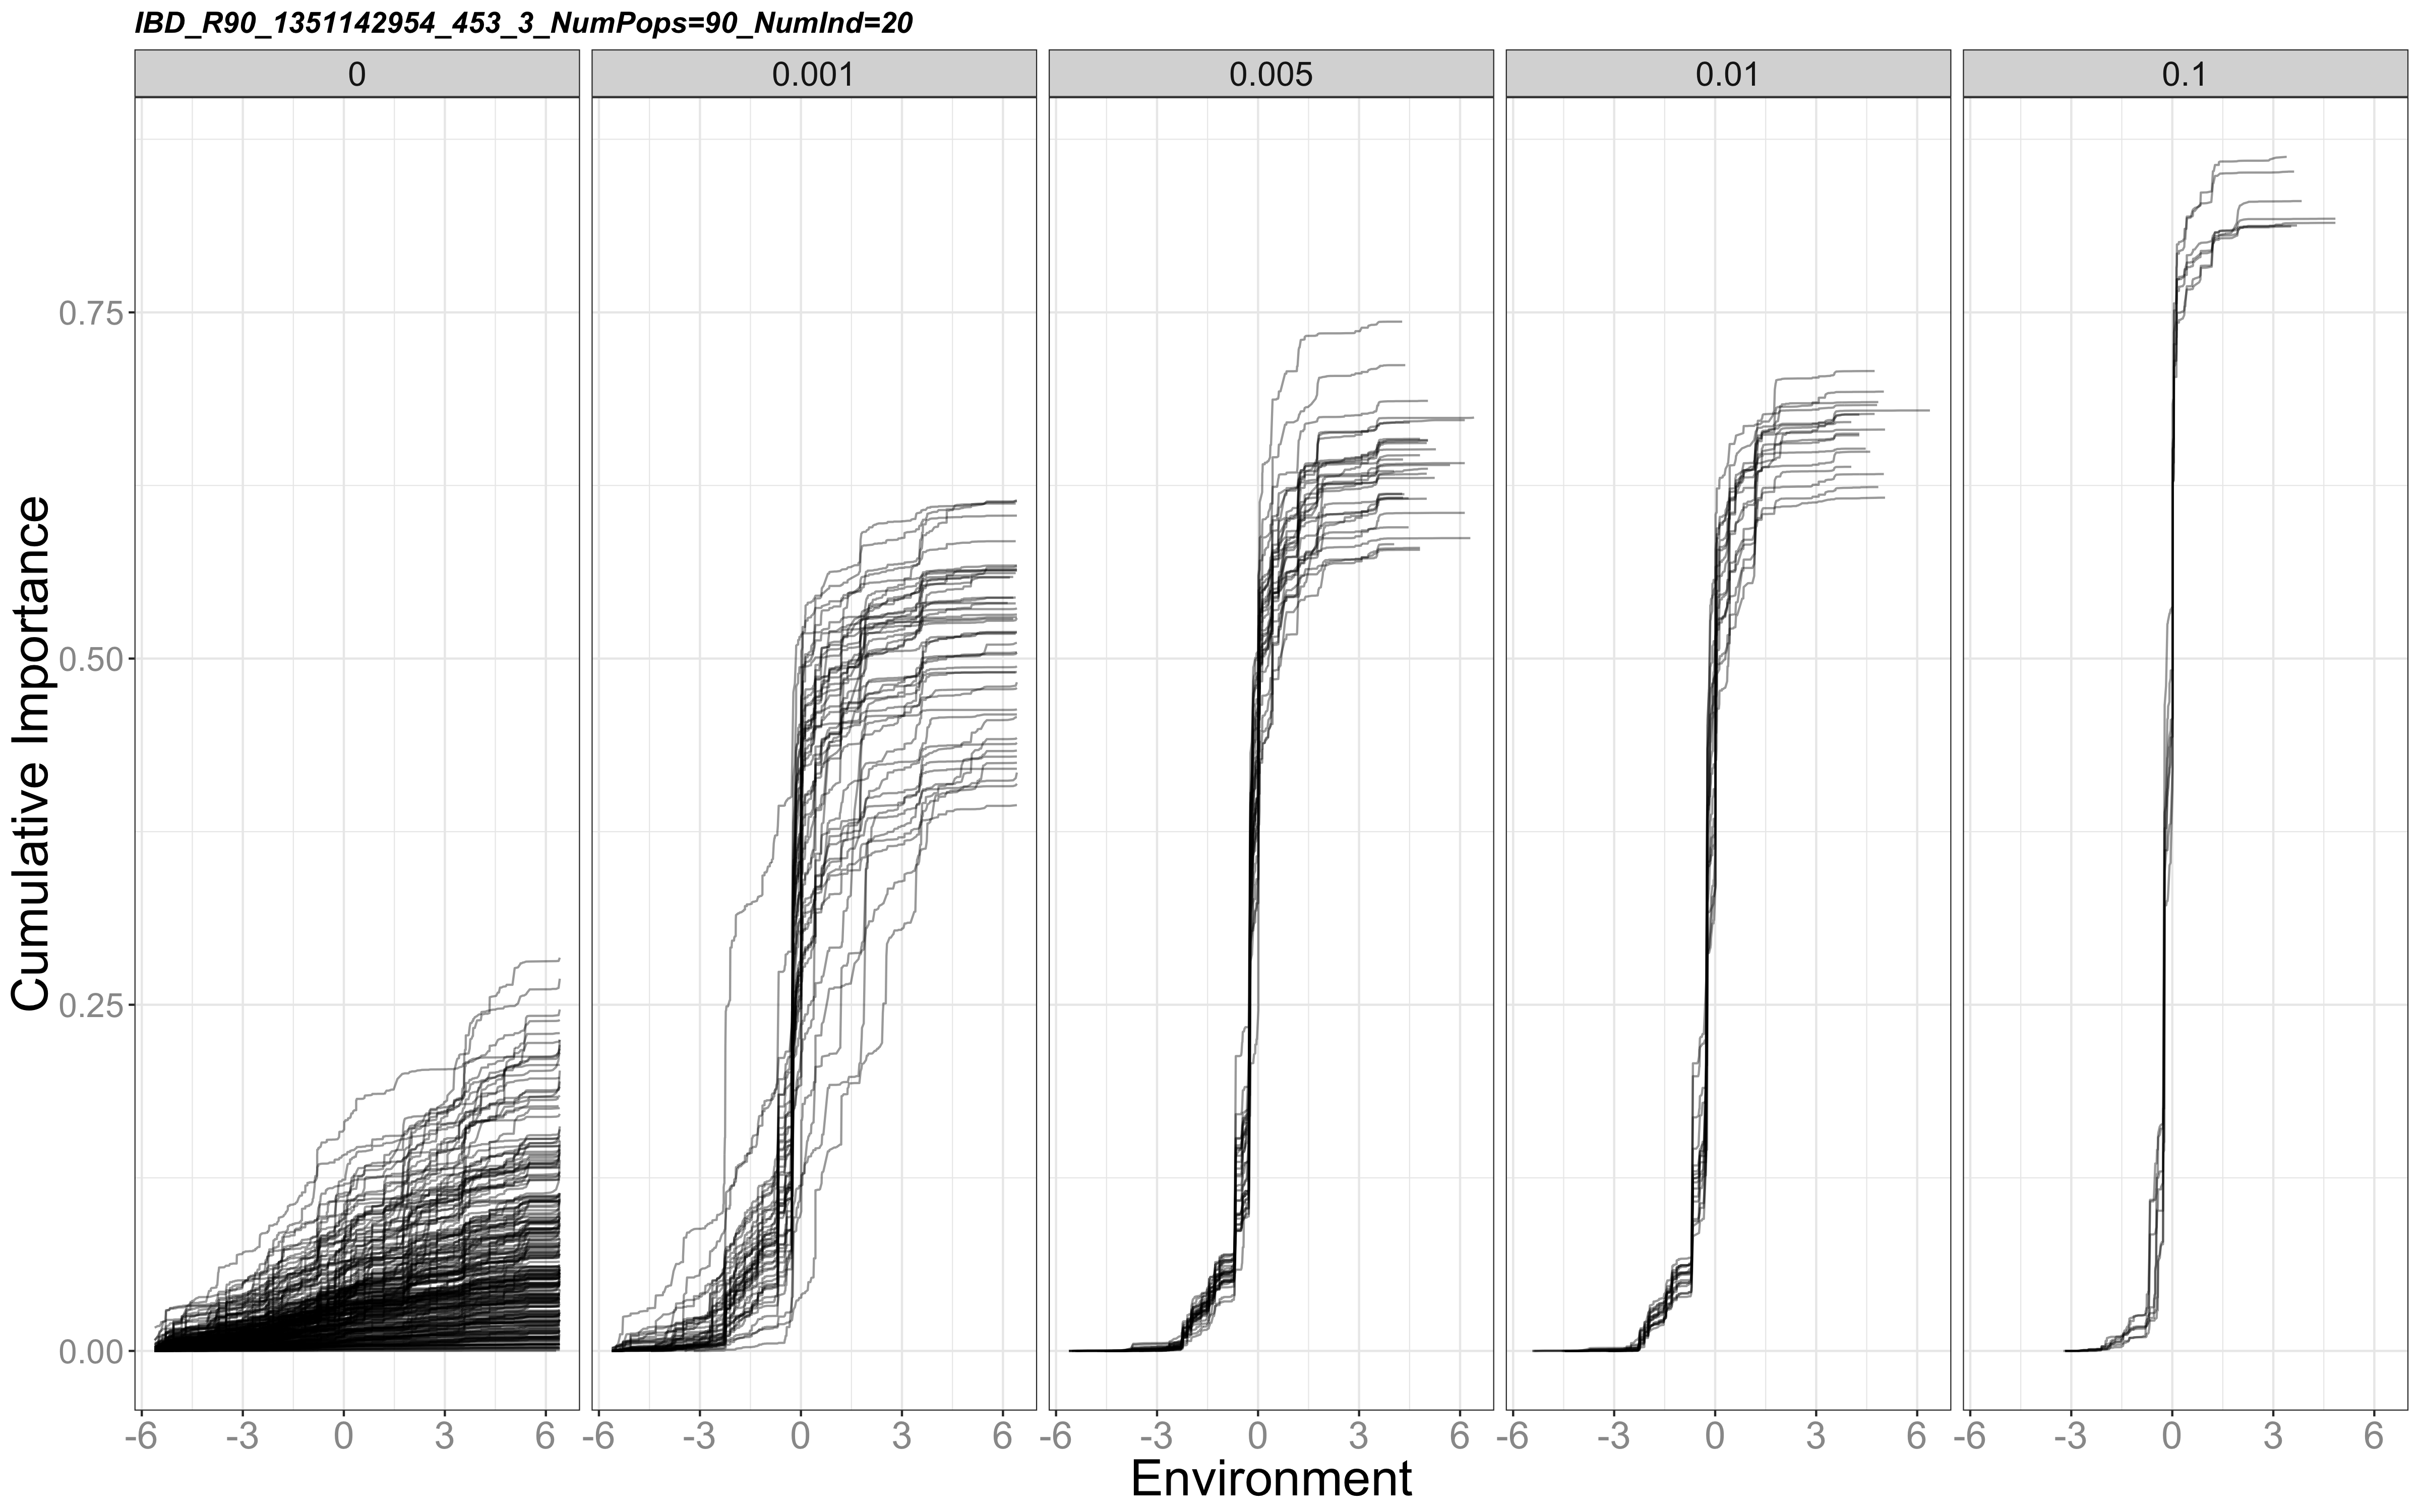 IBD_R90_1351142954_453_3_NumPops=90_NumInd=20
0 0.001 0.005 0.01 0.1
Cumulative Importance
0.75
0.50
0.25
0.00
-6 -3 0 3 6 -6 -3 0 3 6 -6 -3 0 3 6 -6 -3 0 3 6 -6 -3 0 3 6
Environment